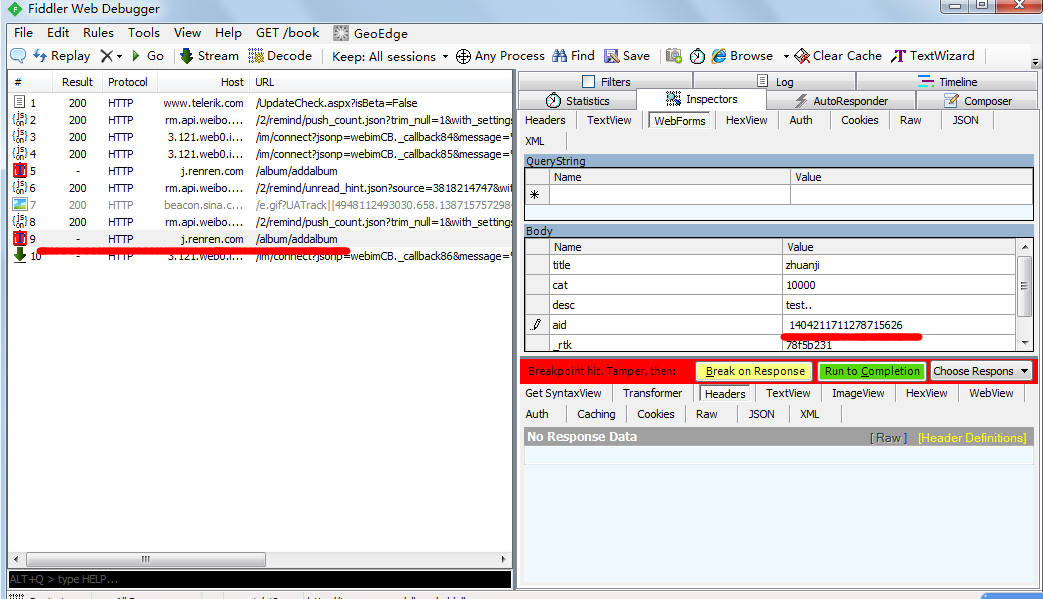 Fiddler Web Debugger
File Edit Rules Tools View Help GET /book GeoEdge
Replay Go Stream Decode Keep: All sessions Any Process Find Save Browse Clear Cache TextWizard
# Result Protocol Host URL
1 200 HTTP www.telerik.com /UpdateCheck.aspx?isBeta=False
2 200 HTTP rm.api.weibo.... /2/remind/push_count.json?trim_null=1&with_settings
3 200 HTTP 3.121.web0.i... /im/connect?jsonp=webimCB._callback84&message=
4 200 HTTP 3.121.web0.i... /im/connect?jsonp=webimCB._callback85&message=
5 - HTTP j.renren.com /album/addalbum
6 200 HTTP rm.api.weibo.... /2/remind/unread_hint.json?source=3818214747&wit
7 200 HTTP beacon.sina.c... /e.gif?UATrack||4948112493030.658.1387157572984
8 200 HTTP rm.api.weibo.... /2/remind/push_count.json?trim_null=1&with_settings
9 - HTTP j.renren.com /album/addalbum
10 - HTTP 3.121.web0.i... /im/connect?jsonp=webimCB._callback86&message=
ALT+Q > type HELP...
Filters Log Timeline
Statistics Inspectors AutoResponder Composer
Headers TextView WebForms HexView Auth Cookies Raw JSON
XML
QueryString
Name Value
Body
Name Value
title zhuanji
cat 10000
desc test..
aid 1404211711278715626
_rtk 78f5b231
Breakpoint hit. Tamper, then: Break on Response Run to Completion Choose Respons
Get SyntaxView Transformer Headers TextView ImageView HexView WebView
Auth Caching Cookies Raw JSON XML
No Response Data [ Raw ] [Header Definitions]